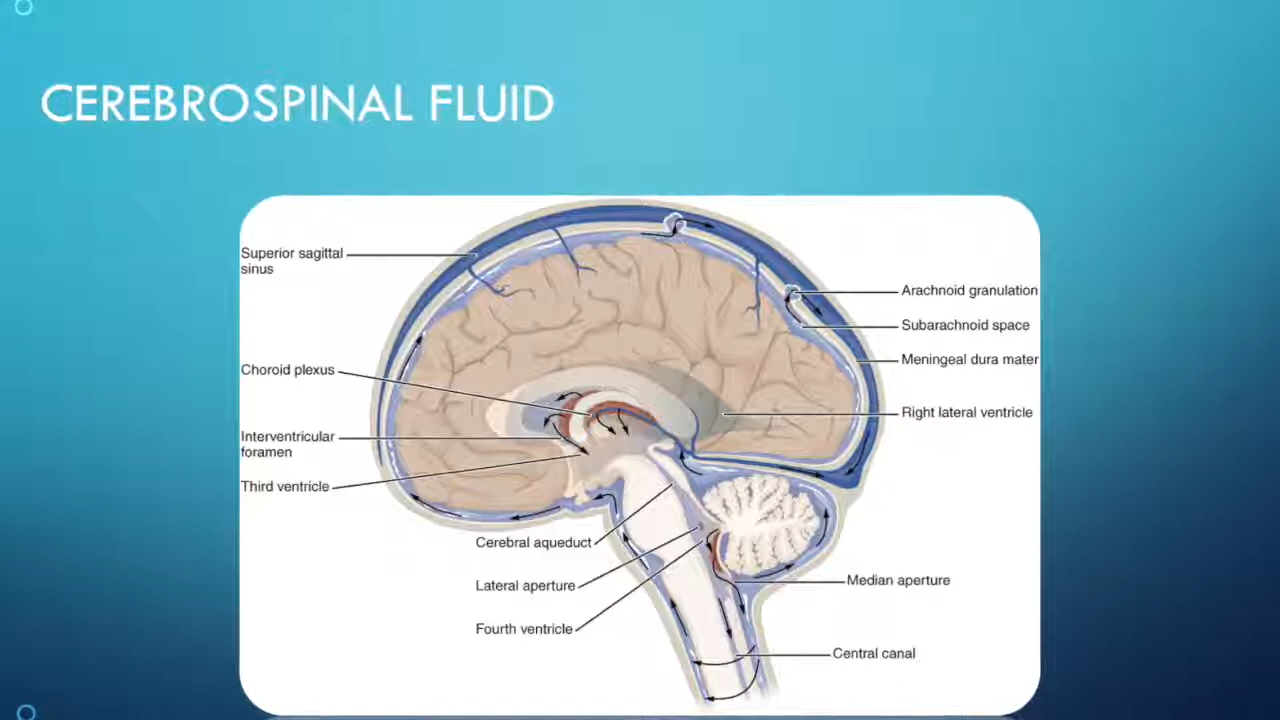 CEREBROSPINAL FLUID
Superior sagittal
sinus
Choroid plexus
Interventricular
foramen
Third ventricle
Cerebral aqueduct
Lateral aperture
Fourth ventricle
Arachnoid granulation
Subarachnoid space
Meningeal dura mater
Right lateral ventricle
Median aperture
Central canal